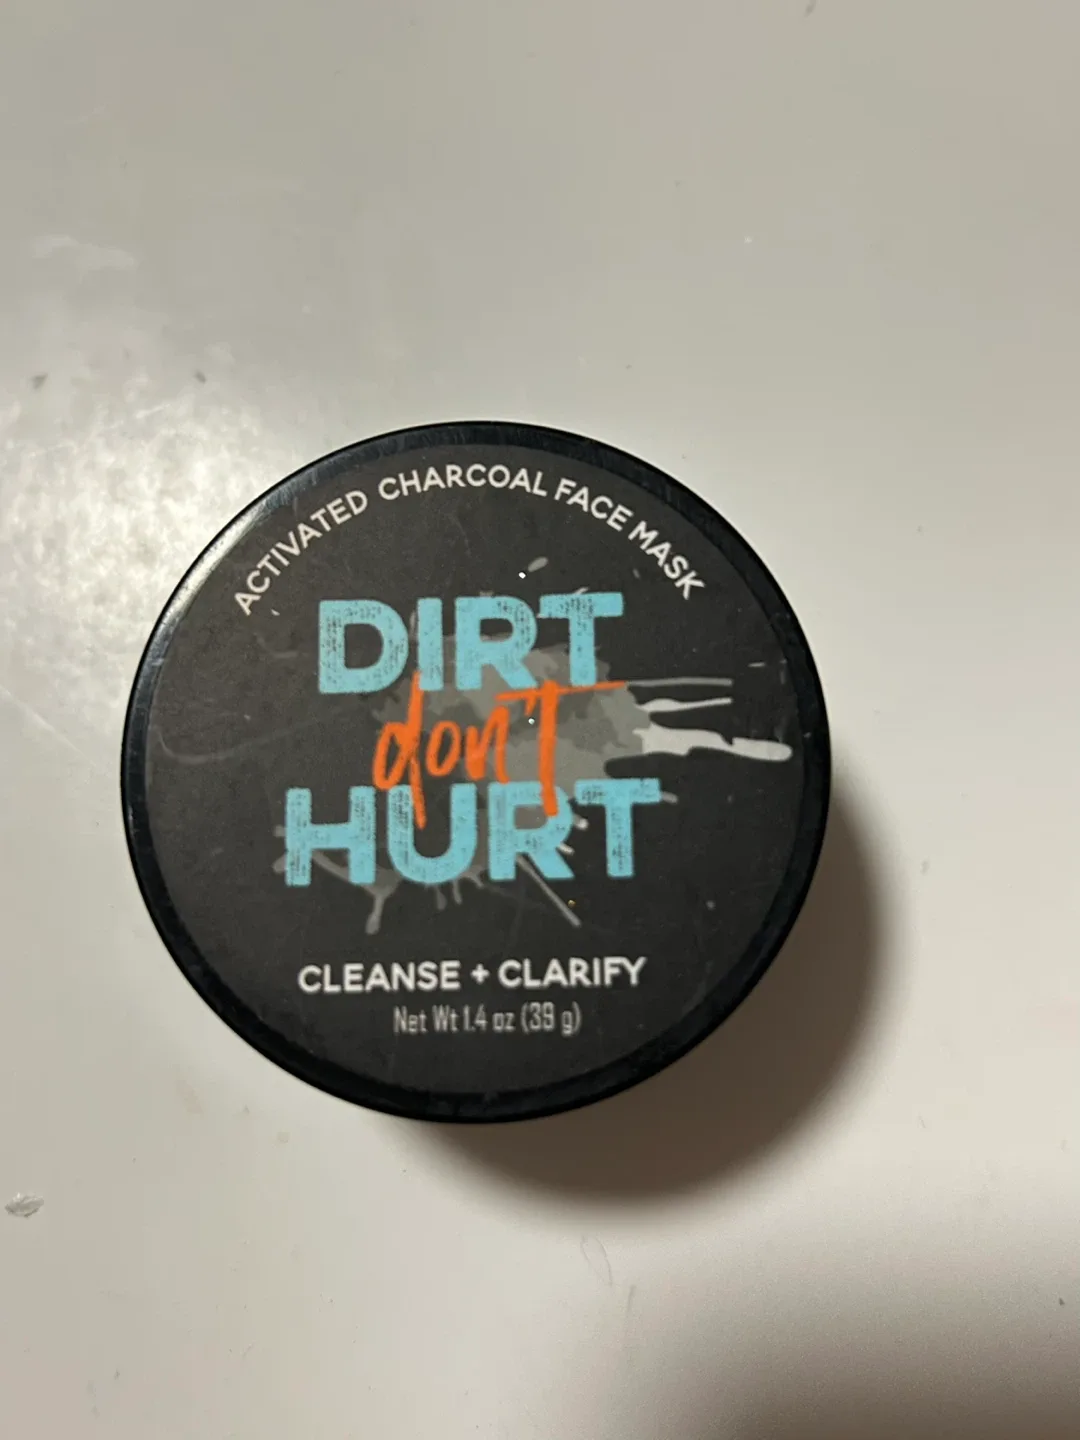 ACTIVATED CHARCOAL FACE MASK
DIRT
don't
HURT
CLEANSE + CLARIFY
Net Wt 1.4 oz (39 g)